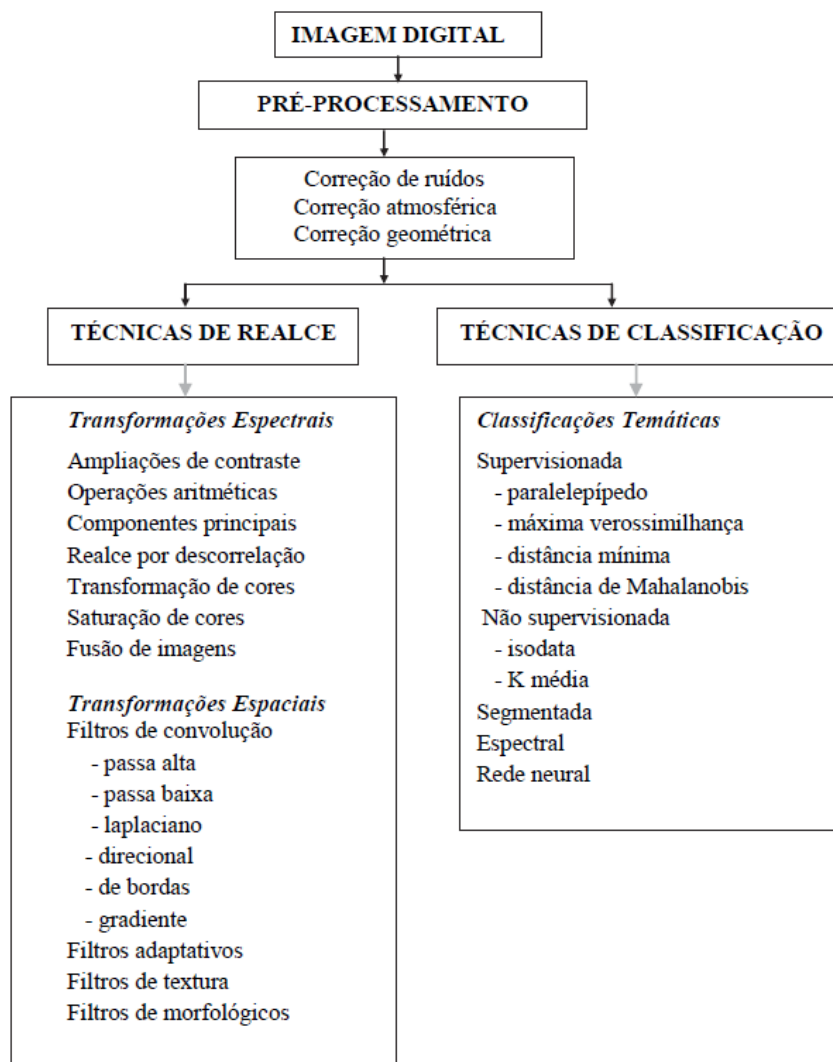 IMAGEM DIGITAL
PRÉ-PROCESSAMENTO
Correção de ruídos
Correção atmosférica
Correção geométrica
TÉCNICAS DE REALCE
Transformações Espectrais
Ampliações de contraste
Operações aritméticas
Componentes principais
Realce por descorrelação
Transformação de cores
Saturação de cores
Fusão de imagens
Transformações Espaciais
Filtros de convolução
- passa alta
- passa baixa
- laplaciano
- direcional
- de bordas
- gradiente
Filtros adaptativos
Filtros de textura
Filtros de morfológicos
TÉCNICAS DE CLASSIFICAÇÃO
Classificações Temáticas
Supervisionada
- paralelepípedo
- máxima verossimilhança
- distância mínima
- distância de Mahalanobis
Não supervisionada
- isodata
- K média
Segmentada
Espectral
Rede neural